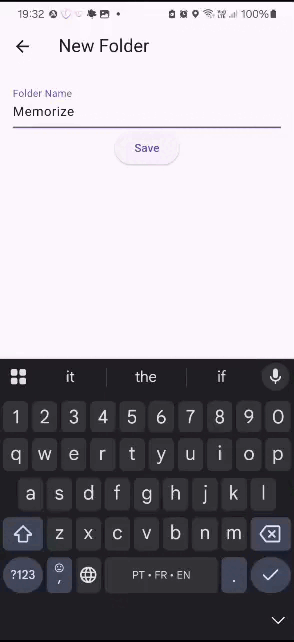 19:32 100%
New Folder
Folder Name
Memorize
Save
it the if
1 2 3 4 5 6 7 8 9 0
q w e r t y u i o p
a s d f g h j k l
z x c v b n m
?123 , PT • FR • EN .